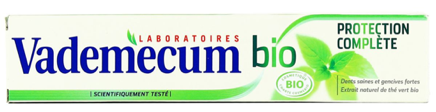 LABORATOIRES
Vademecum bio
SCIENTIFIQUEMENT TESTÉ
PROTECTION
COMPLÈTE
BIO
Dents saines et gencives fortes
Extrait naturel de thé vert bio